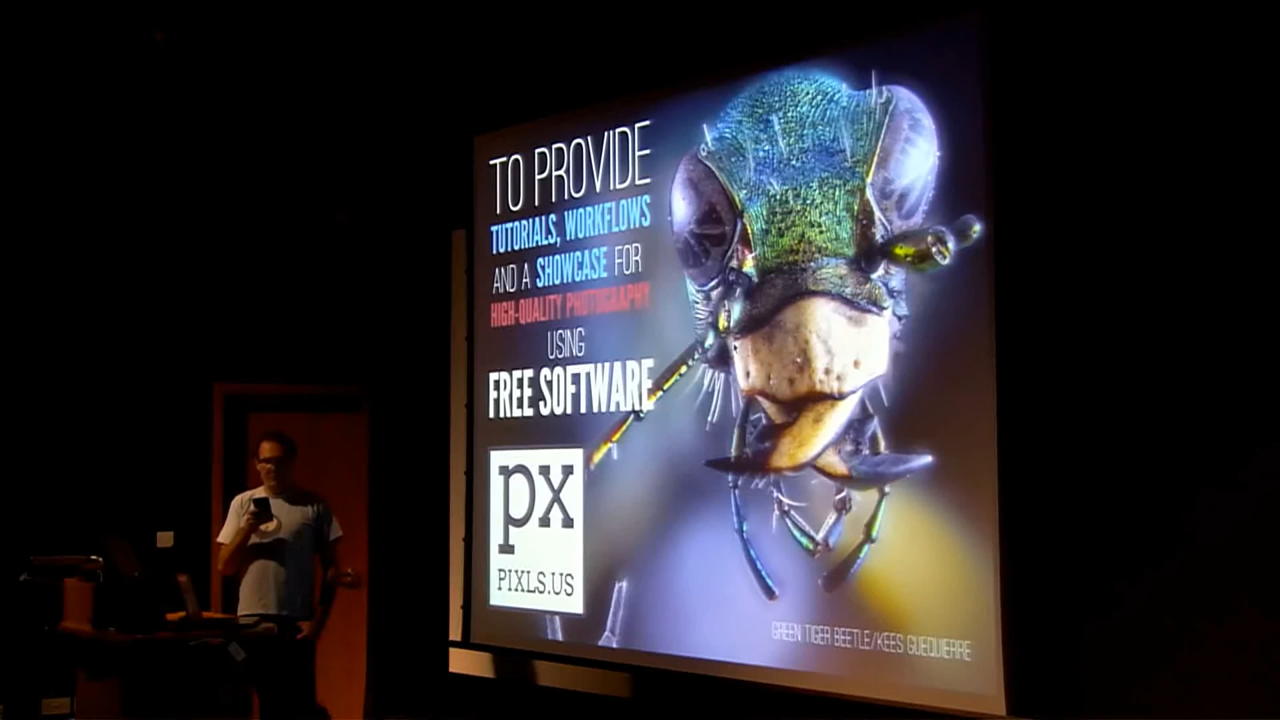 TO PROVIDE
TUTORIALS, WORKFLOWS
AND A SHOWCASE FOR
HIGH-QUALITY PHOTOGRAPHY
USING
FREE SOFTWARE
px
PIXLS.US
GREEN TIGER BEETLE/KEES GUEQUIERRE